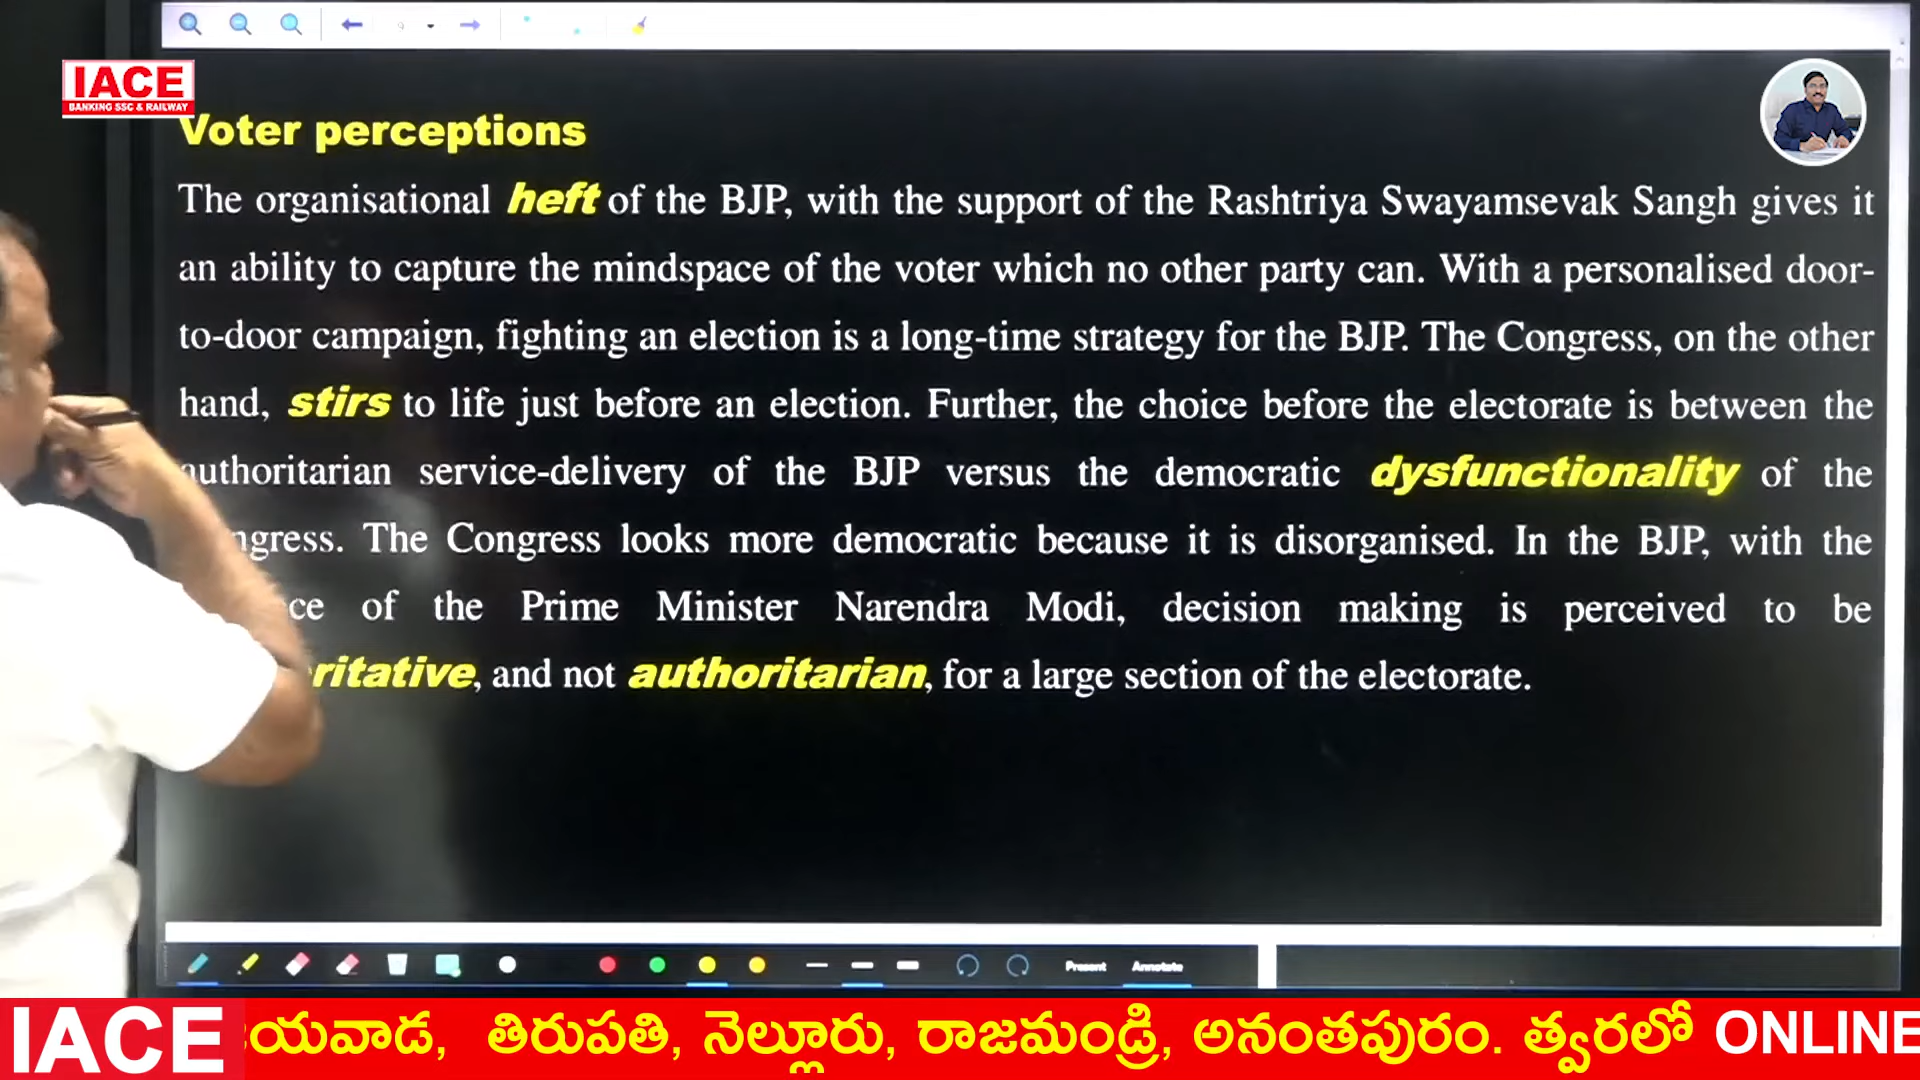 IACE
BANKING SSC & RAILWAY
Voter perceptions
The organisational heft of the BJP, with the support of the Rashtriya Swayamsevak Sangh gives it
an ability to capture the mindspace of the voter which no other party can. With a personalised door-
to-door campaign, fighting an election is a long-time strategy for the BJP. The Congress, on the other
hand, stirs to life just before an election. Further, the choice before the electorate is between the
authoritarian service-delivery of the BJP versus the democratic dysfunctionality of the
ngress. The Congress looks more democratic because it is disorganised. In the BJP, with the
ce of the Prime Minister Narendra Modi, decision making is perceived to be
ritative, and not authoritarian, for a large section of the electorate.
Present Annotate
IACE యవాడ, తిరుపతి, నెల్లూరు, రాజమండ్రి, అనంతపురం. త్వరలో ONLINE